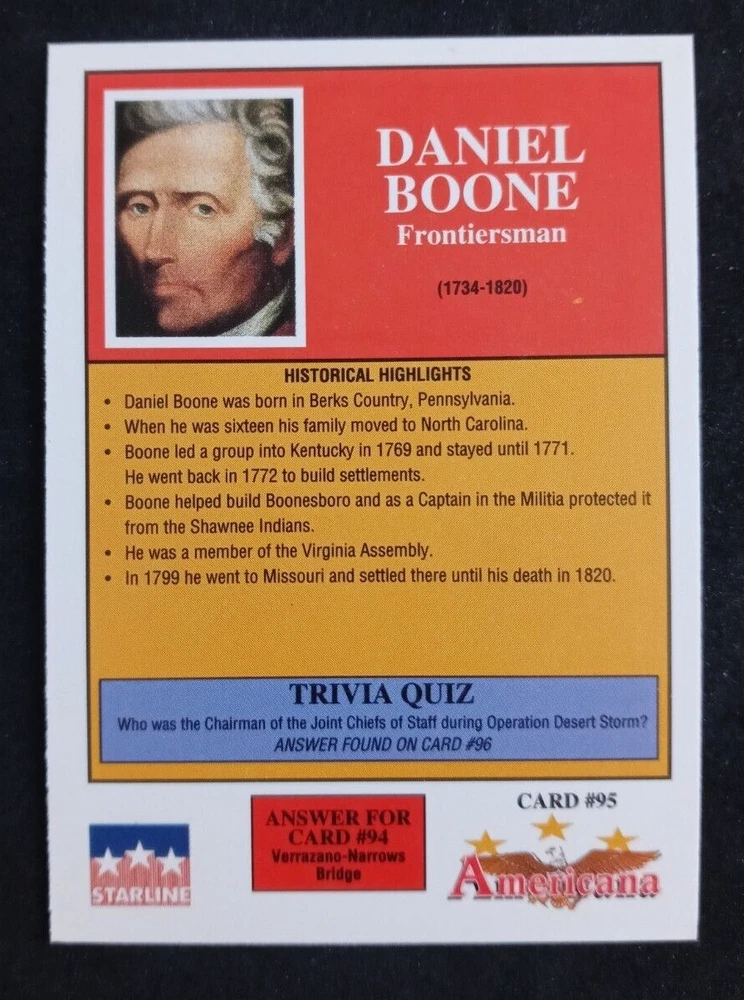 DANIEL
BOONE
Frontiersman
(1734-1820)
HISTORICAL HIGHLIGHTS
• Daniel Boone was born in Berks Country, Pennsylvania.
• When he was sixteen his family moved to North Carolina.
• Boone led a group into Kentucky in 1769 and stayed until 1771.
He went back in 1772 to build settlements.
• Boone helped build Boonesboro and as a Captain in the Militia protected it
from the Shawnee Indians.
• He was a member of the Virginia Assembly.
• In 1799 he went to Missouri and settled there until his death in 1820.
TRIVIA QUIZ
Who was the Chairman of the Joint Chiefs of Staff during Operation Desert Storm?
ANSWER FOUND ON CARD #96
STARLINE
ANSWER FOR
CARD #94
Verrazano-Narrows
Bridge
CARD #95
Americana